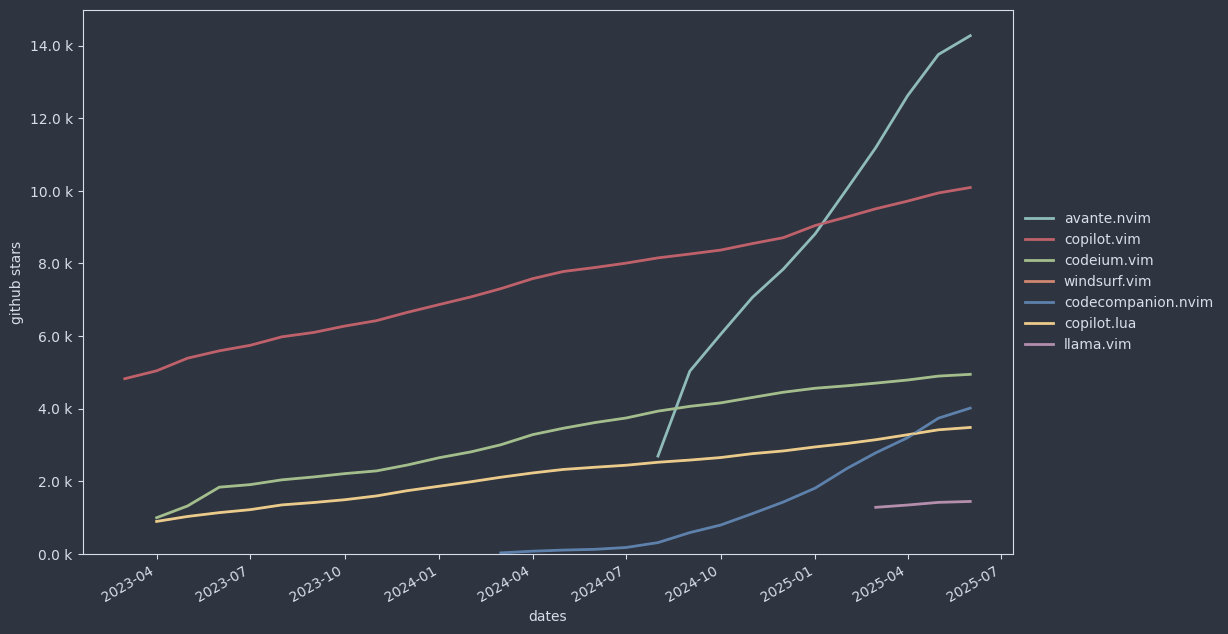 14.0 k
12.0 k
10.0 k
8.0 k
6.0 k
4.0 k
2.0 k
0.0 k
github stars
2023-04
2023-07
2023-10
2024-01
2024-04
2024-07
2024-10
2025-01
2025-04
2025-07
dates
avante.nvim
copilot.vim
codeium.vim
windsurf.vim
codecompanion.nvim
copilot.lua
llama.vim